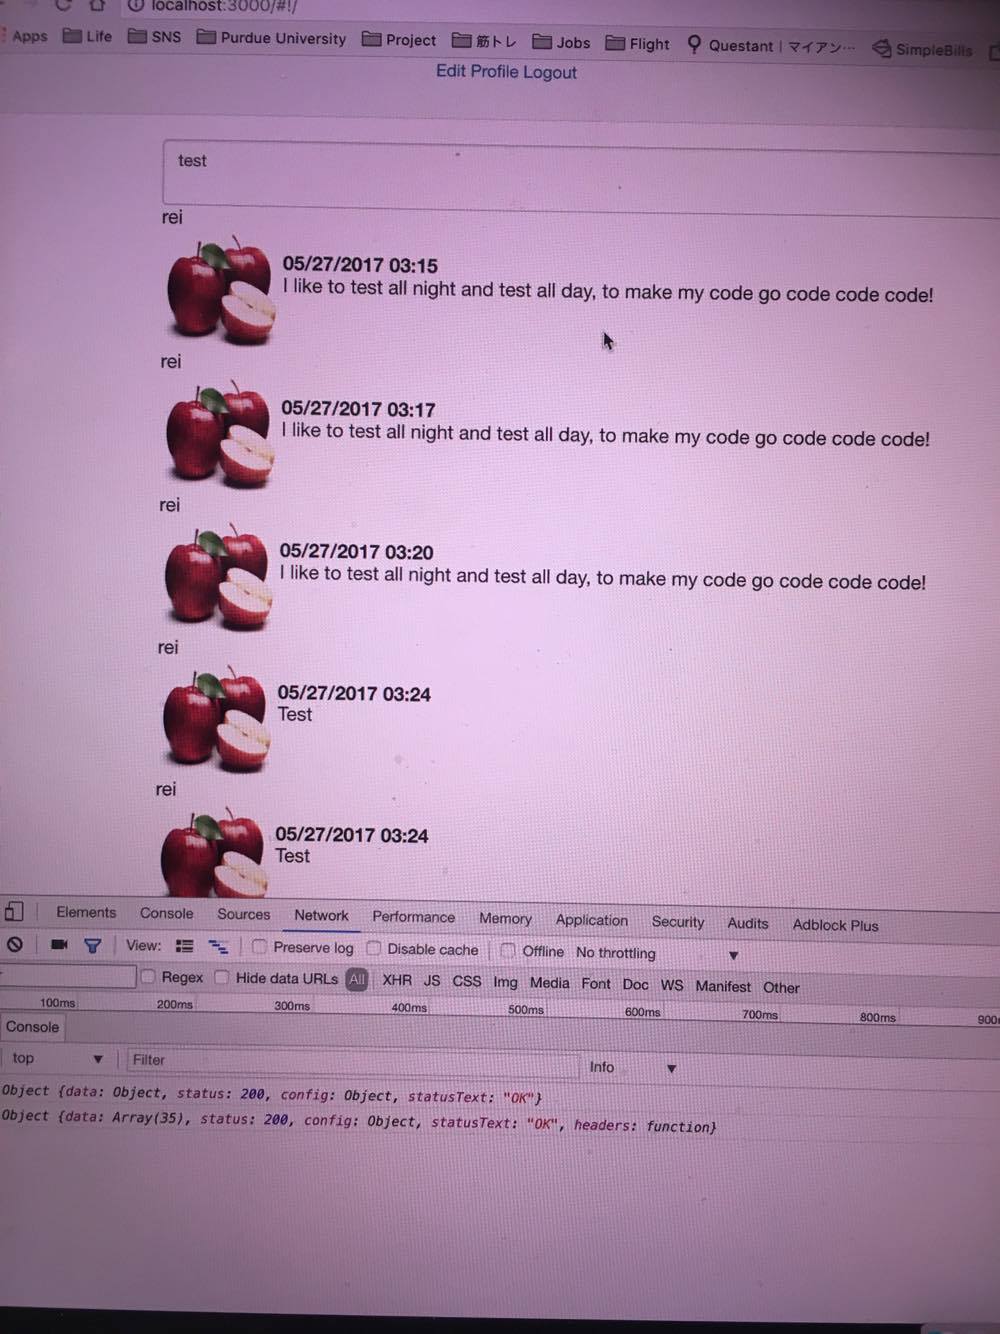 localhost:3000/#!/
Apps Life SNS Purdue University Project 筋トレ Jobs Flight Questant | マイアン… SimpleBills
Edit Profile Logout
test
rei
05/27/2017 03:15
I like to test all night and test all day, to make my code go code code code!
rei
05/27/2017 03:17
I like to test all night and test all day, to make my code go code code code!
rei
05/27/2017 03:20
I like to test all night and test all day, to make my code go code code code!
rei
05/27/2017 03:24
Test
rei
05/27/2017 03:24
Test
Elements Console Sources Network Performance Memory Application Security Audits Adblock Plus
View: Preserve log Disable cache Offline No throttling
Regex Hide data URLs All XHR JS CSS Img Media Font Doc WS Manifest Other
100ms 200ms 300ms 400ms 500ms 600ms 700ms 800ms
Console
top Filter Info
Object {data: Object, status: 200, config: Object, statusText: "OK"}
Object {data: Array(35), status: 200, config: Object, statusText: "OK", headers: function}